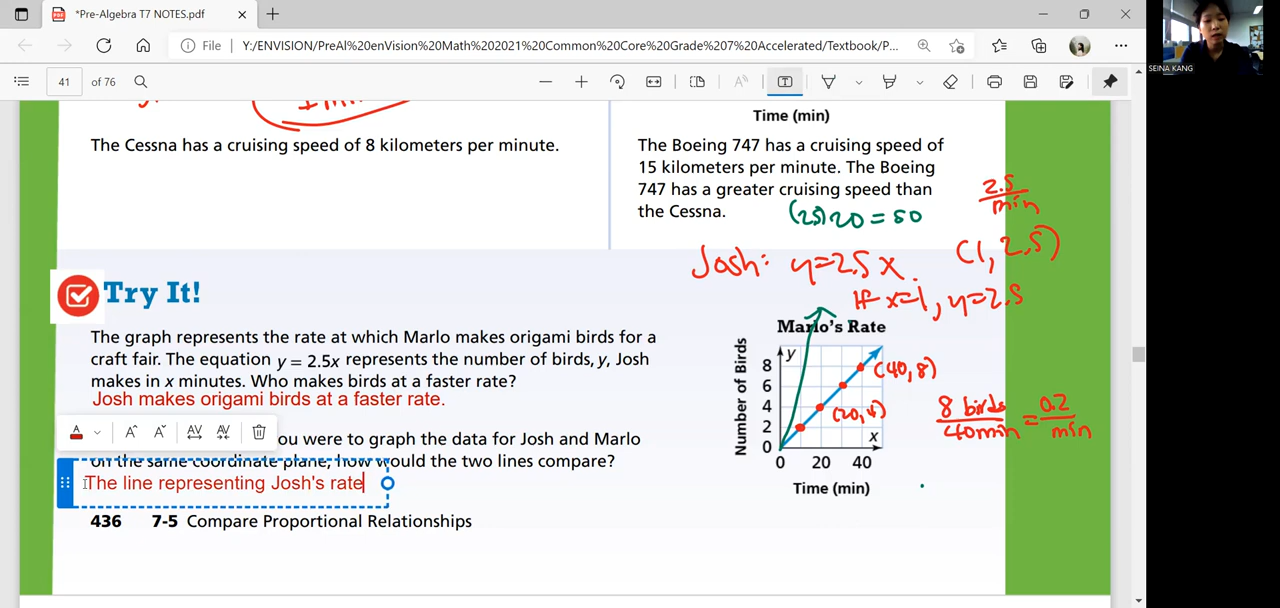 *Pre-Algebra T7 NOTES.pdf
File Y:/ENVISION/PreAl%20enVision%20Math%202021%20Common%20Core%20Grade%207%20Accelerated/Textbook/P...
SEINA KANG
41 of 76
Time (min)
The Cessna has a cruising speed of 8 kilometers per minute.
The Boeing 747 has a cruising speed of
15 kilometers per minute. The Boeing
747 has a greater cruising speed than
the Cessna.
(2.5)20 = 50
2.5
min
Josh: y=2.5x
(1, 2.5)
If x=1, y=2.5
Try It!
The graph represents the rate at which Marlo makes origami birds for a
craft fair. The equation y = 2.5x represents the number of birds, y, Josh
makes in x minutes. Who makes birds at a faster rate?
Josh makes origami birds at a faster rate.
you were to graph the data for Josh and Marlo
on the same coordinate plane, how would the two lines compare?
The line representing Josh's rate
436 7-5 Compare Proportional Relationships
Marlo's Rate
Number of Birds
y
8
6
4
2
0
x
0 20 40
Time (min)
(40,8)
(20,4)
8 birds
40min
=
0.2
min